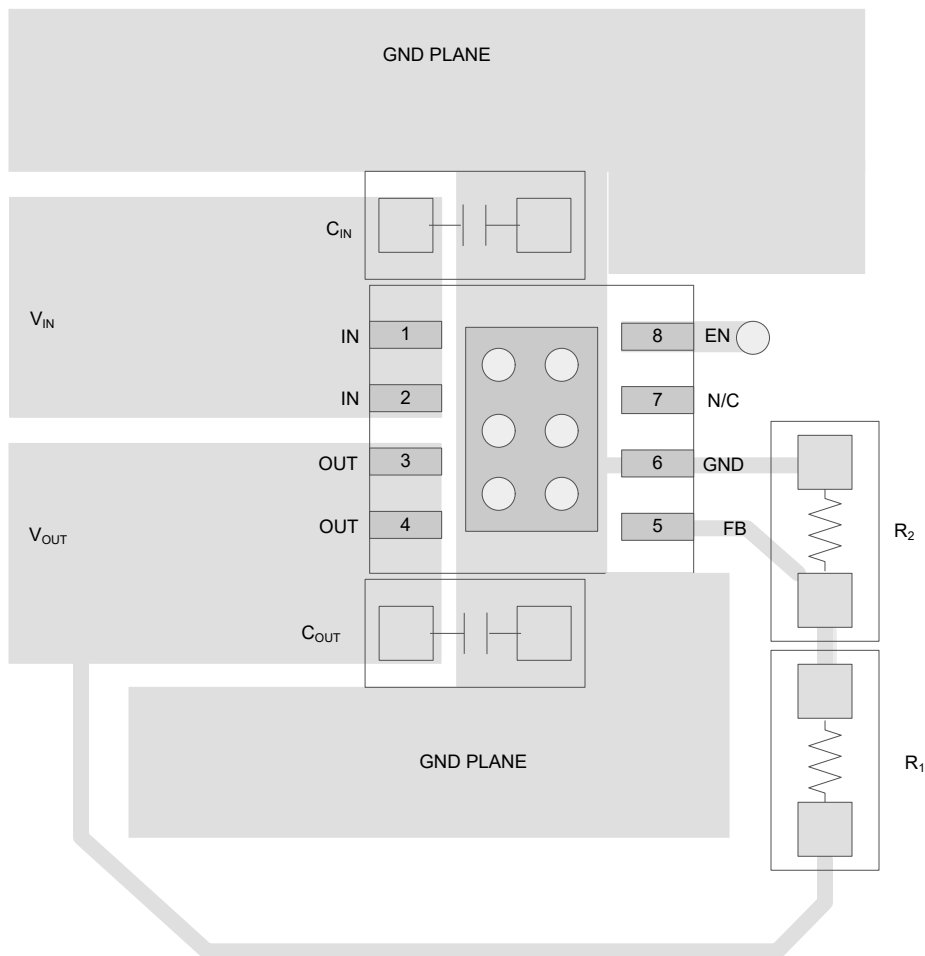 GND PLANE
CIN
VIN
IN
1
8
EN
IN
2
7
N/C
OUT
3
6
GND
VOUT
OUT
4
5
FB
R2
COUT
GND PLANE
R1